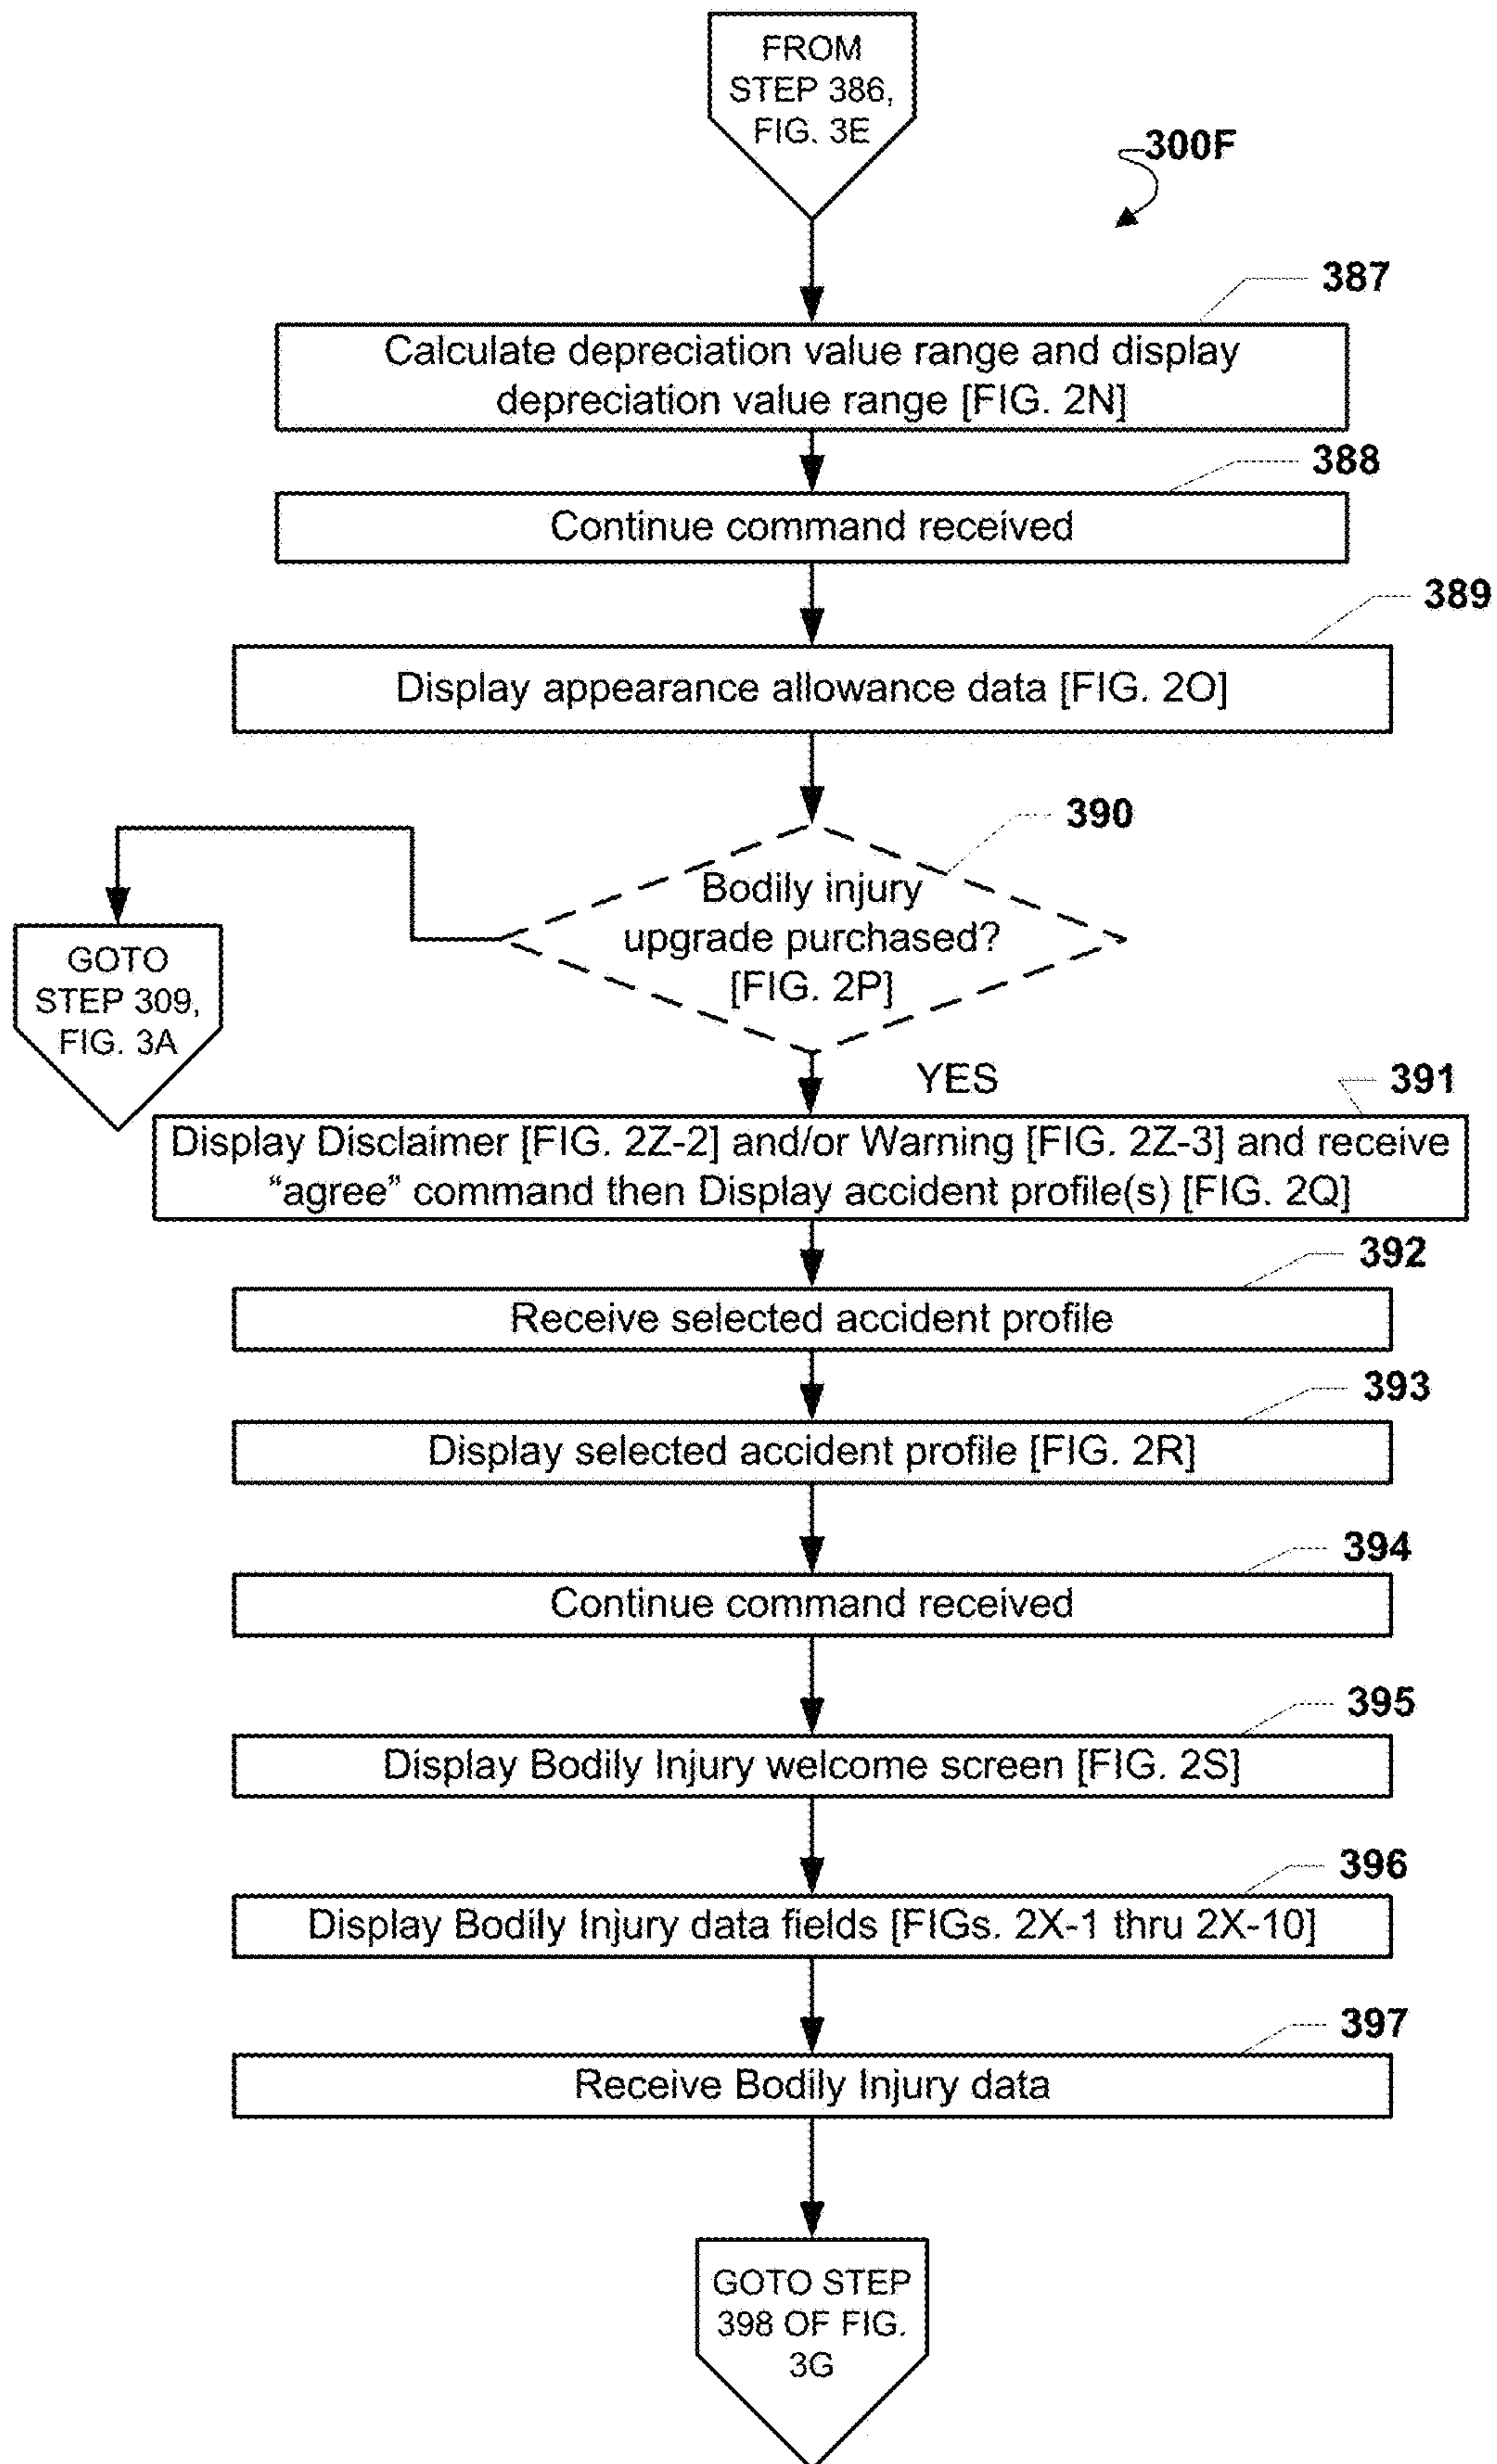 FROM
STEP 386,
FIG. 3E
300F
387
Calculate depreciation value range and display
depreciation value range [FIG. 2N]
388
Continue command received
389
Display appearance allowance data [FIG. 2O]
390
Bodily injury
upgrade purchased?
[FIG. 2P]
GOTO
STEP 309,
FIG. 3A
YES
391
Display Disclaimer [FIG. 2Z-2] and/or Warning [FIG. 2Z-3] and receive
“agree” command then Display accident profile(s) [FIG. 2Q]
392
Receive selected accident profile
393
Display selected accident profile [FIG. 2R]
394
Continue command received
395
Display Bodily Injury welcome screen [FIG. 2S]
396
Display Bodily Injury data fields [FIGs. 2X-1 thru 2X-10]
397
Receive Bodily Injury data
GOTO STEP
398 OF FIG.
3G